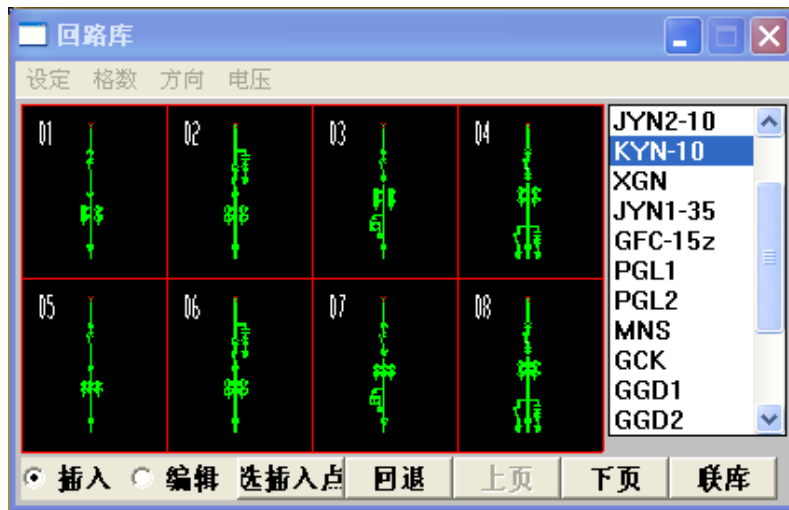 回路库
设定 格数 方向 电压
01 02 03 04
05 06 07 08
JYN2-10
KYN-10
XGN
JYN1-35
GFC-15z
PGL1
PGL2
MNS
GCK
GGD1
GGD2
插入 编辑 选插入点 回退 上页 下页 联库